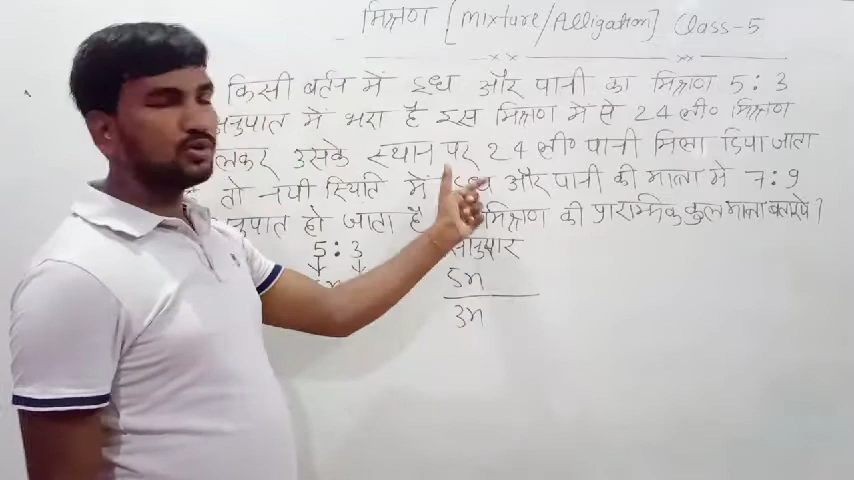 मिश्रण [Mixture/Alligation] Class-5
किसी बर्तन में दूध और पानी का मिश्रण 5:3
अनुपात में भरा है इस मिश्रण में से 24 ली० मिश्रण
उसके स्थान पर 24 ली० पानी मिला दिया जाता
तो नयी स्थिति में दूध और पानी की मात्रा में 7:9
अनुपात हो जाता है मिश्रण की प्रारम्भिक कुल मात्रा बताइये ?
5:3
5x
3x